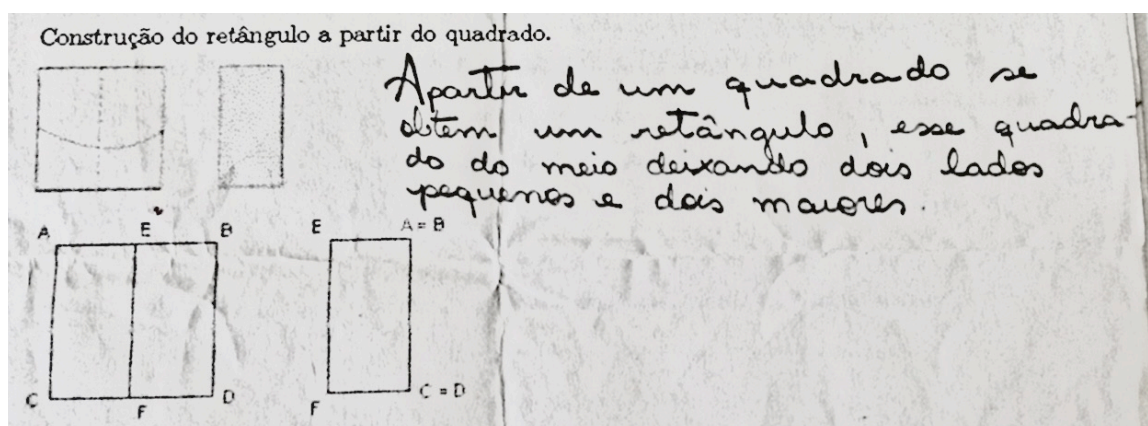 Construção do retângulo a partir do quadrado.
Apartir de um quadrado se
obtem um retângulo, esse quadra-
do do meio deixando dois lados
pequenos e dois maiores.
A E B
E A = B
C F D
F C = D